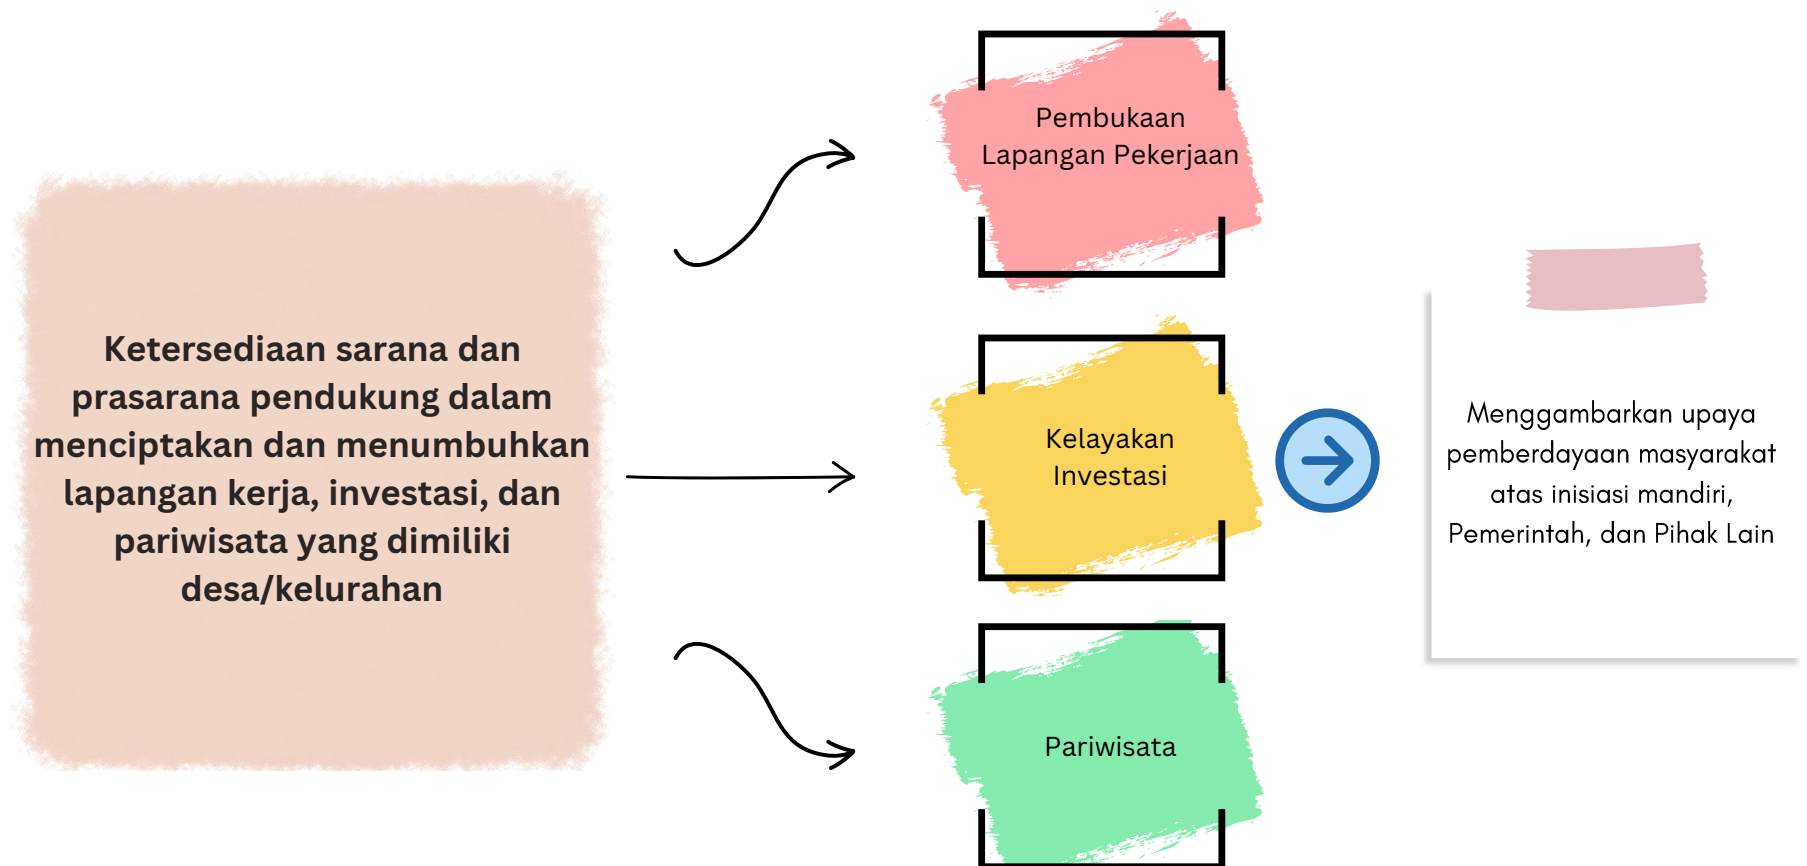 Ketersediaan sarana dan
prasarana pendukung dalam
menciptakan dan menumbuhkan
lapangan kerja, investasi, dan
pariwisata yang dimiliki
desa/kelurahan
Pembukaan
Lapangan Pekerjaan
Kelayakan
Investasi
Pariwisata
Menggambarkan upaya
pemberdayaan masyarakat
atas inisiasi mandiri,
Pemerintah, dan Pihak Lain